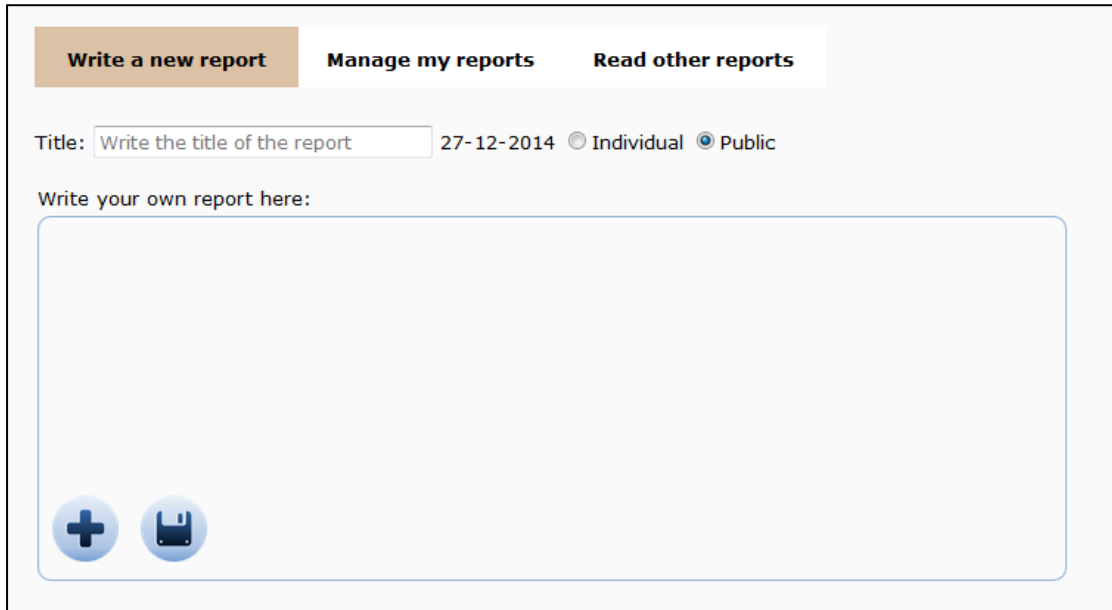 Write a new report Manage my reports Read other reports
Title: Write the title of the report 27-12-2014 Individual Public
Write your own report here: